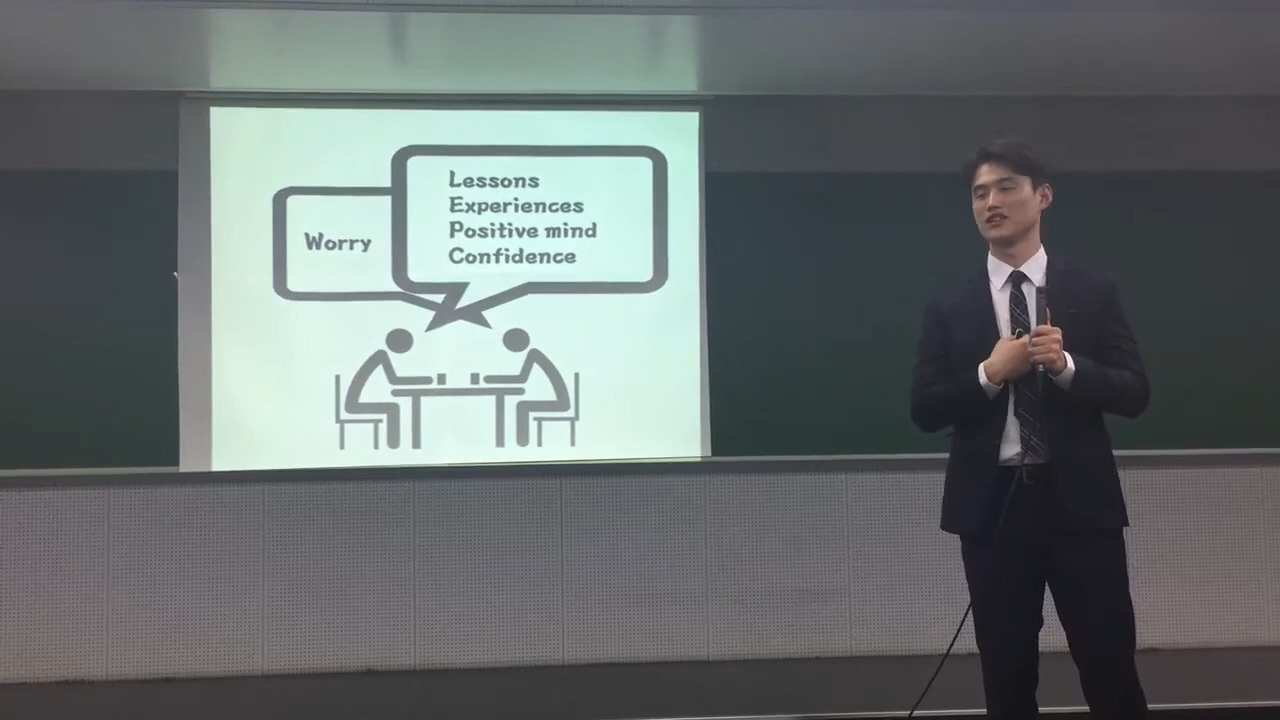 Worry
Lessons
Experiences
Positive mind
Confidence